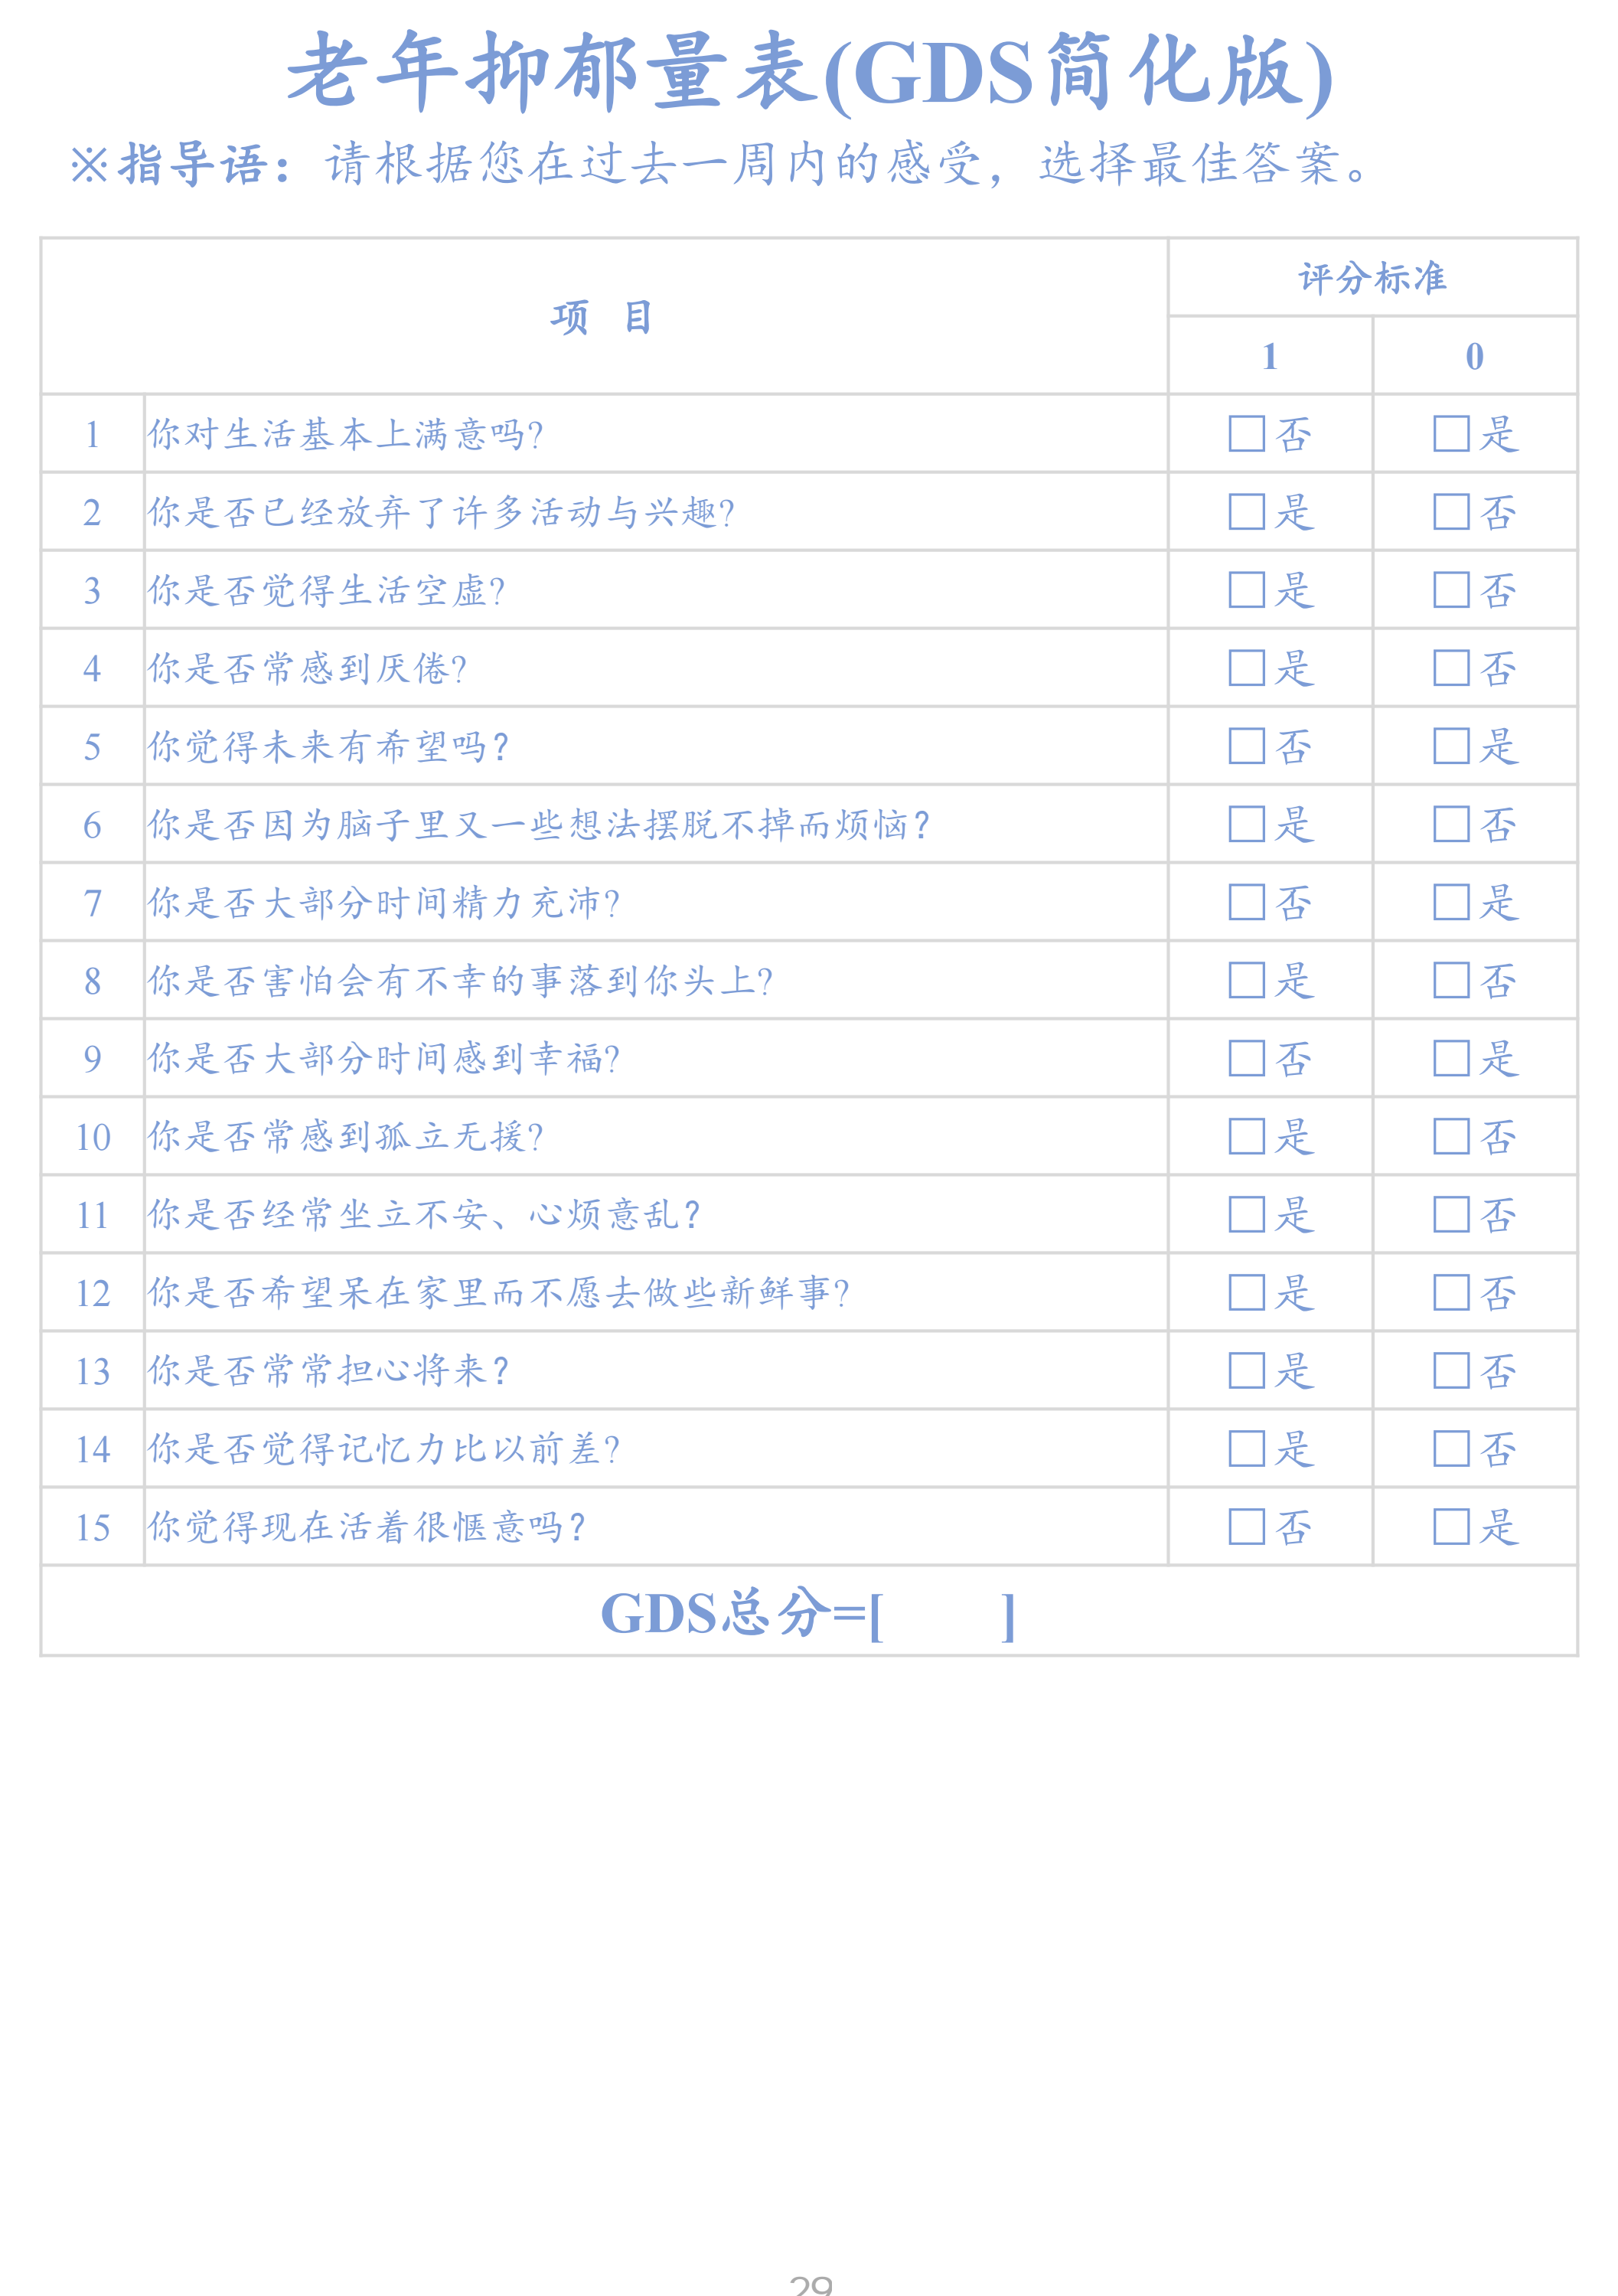 老年抑郁量表(GDS简化版)
※指导语：请根据您在过去一周内的感受，选择最佳答案。
项 目
评分标准
1 0
1 你对生活基本上满意吗? □否 □是
2 你是否已经放弃了许多活动与兴趣? □是 □否
3 你是否觉得生活空虚? □是 □否
4 你是否常感到厌倦? □是 □否
5 你觉得未来有希望吗？ □否 □是
6 你是否因为脑子里又一些想法摆脱不掉而烦恼？ □是 □否
7 你是否大部分时间精力充沛? □否 □是
8 你是否害怕会有不幸的事落到你头上? □是 □否
9 你是否大部分时间感到幸福? □否 □是
10 你是否常感到孤立无援? □是 □否
11 你是否经常坐立不安、心烦意乱？ □是 □否
12 你是否希望呆在家里而不愿去做些新鲜事? □是 □否
13 你是否常常担心将来？ □是 □否
14 你是否觉得记忆力比以前差? □是 □否
15 你觉得现在活着很惬意吗？ □否 □是
GDS总分=[ ]
29